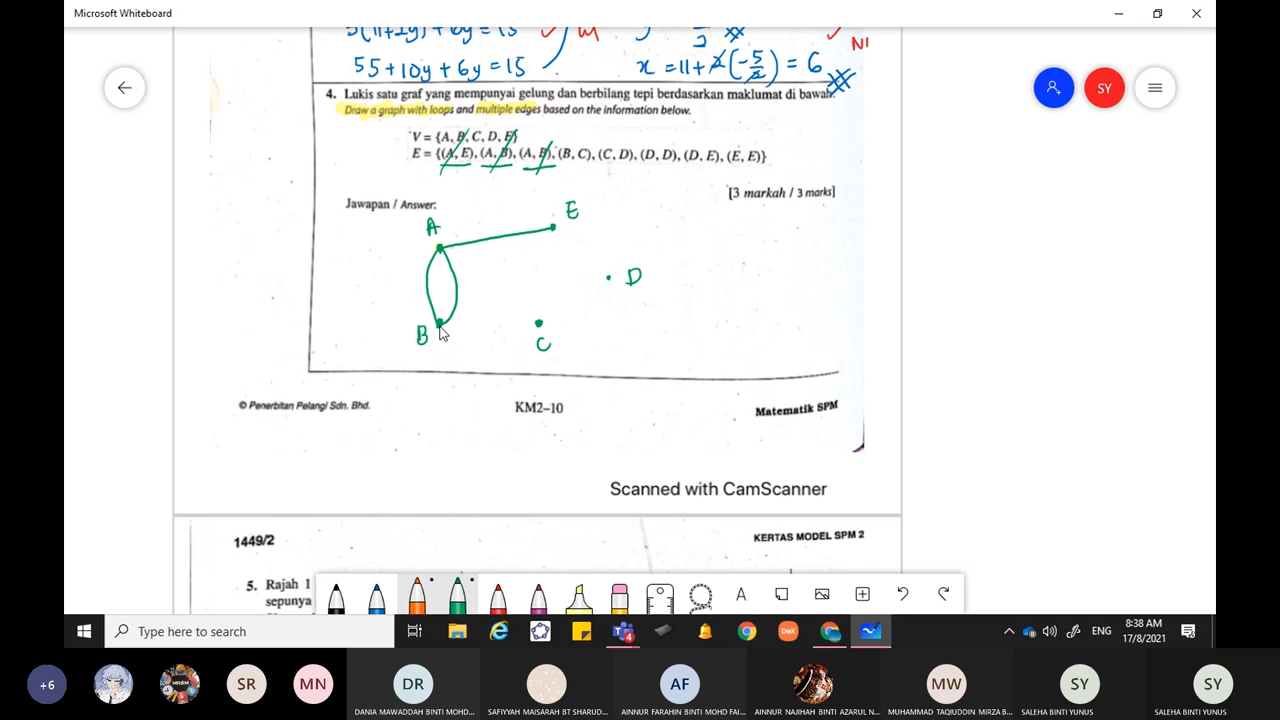 Microsoft Whiteboard
55+10y+6y=15
x=11+2(-5/2)=6
N1
4. Lukis satu graf yang mempunyai gelung dan berbilang tepi berdasarkan maklumat di bawah.
Draw a graph with loops and multiple edges based on the information below.
V = {A, B, C, D, E}
E = {(A, E), (A, B), (A, B), (B, C), (C, D), (D, D), (D, E), (E, E)}
[3 markah / 3 marks]
Jawapan / Answer:
A
E
D
B
C
© Penerbitan Pelangi Sdn. Bhd.
KM2–10
Matematik SPM
Scanned with CamScanner
1449/2
KERTAS MODEL SPM 2
5. Rajah 1
sepunya
SY
A
Type here to search
4
DeX
ENG
8:38 AM
17/8/2021
+6
SR
MN
DR
AF
MW
SY
SY
DANIA MAWADDAH BINTI MOHD...
SAFIYYAH MAISARAH BT SHARUD...
AINNUR FARAHIN BINTI MOHD FAI...
AINNUR NAJIHAH BINTI AZARUL N...
MUHAMMAD TAQIUDDIN MIRZA B...
SALEHA BINTI YUNUS
SALEHA BINTI YUNUS